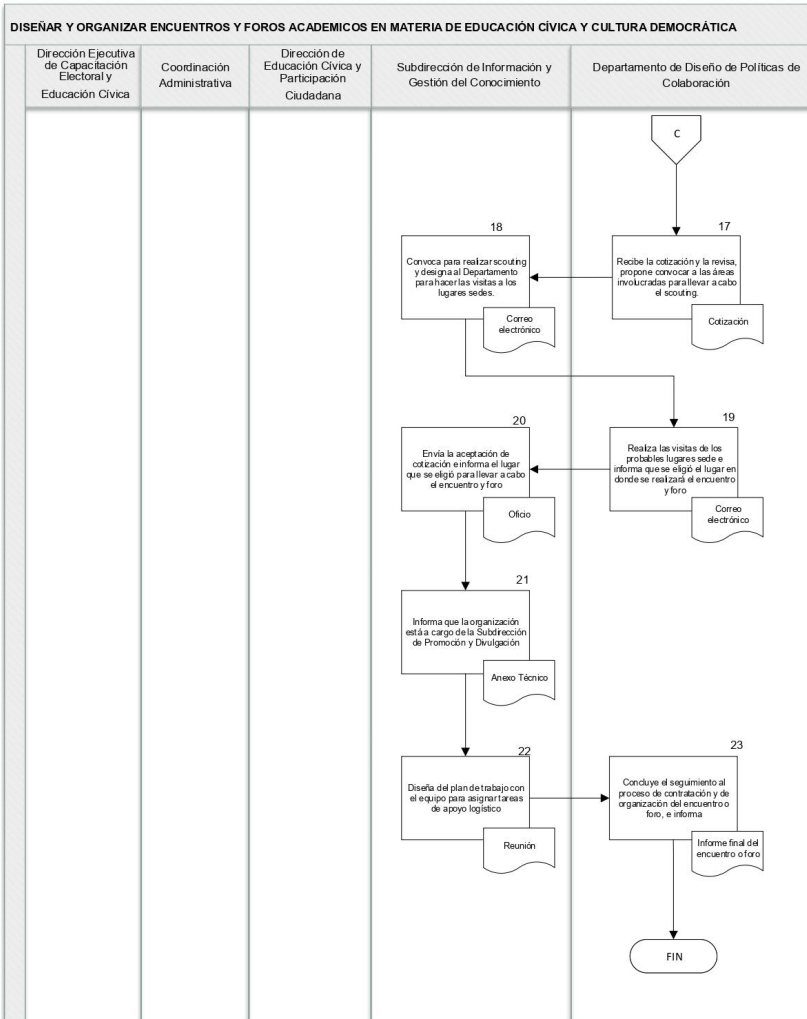 DISEÑAR Y ORGANIZAR ENCUENTROS Y FOROS ACADEMICOS EN MATERIA DE EDUCACIÓN CÍVICA Y CULTURA DEMOCRÁTICA
Dirección Ejecutiva
de Capacitación
Electoral y
Educación Cívica
Coordinación
Administrativa
Dirección de
Educación Cívica y
Participación
Ciudadana
Subdirección de Información y
Gestión del Conocimiento
Departamento de Diseño de Políticas de
Colaboración
C
17
Recibe la cotización y la revisa,
propone convocar a las áreas
involucradas para llevar a cabo
el scouting.
Cotización
18
Convoca para realizar scouting
y designa al Departamento
para hacer las visitas a los
lugares sedes.
Correo
electrónico
19
Realiza las visitas de los
probables lugares sede e
informa que se eligió el lugar en
donde se realizará el encuentro
y foro
Correo
electrónico
20
Envía la aceptación de
cotización e informa el lugar
que se eligió para llevar a cabo
el encuentro y foro
Oficio
21
Informa que la organización
está a cargo de la Subdirección
de Promoción y Divulgación
Anexo Técnico
22
Diseña del plan de trabajo con
el equipo para asignar tareas
de apoyo logístico
Reunión
23
Concluye el seguimiento al
proceso de contratación y de
organización del encuentro o
foro, e informa
Informe final del
encuentro o foro
FIN